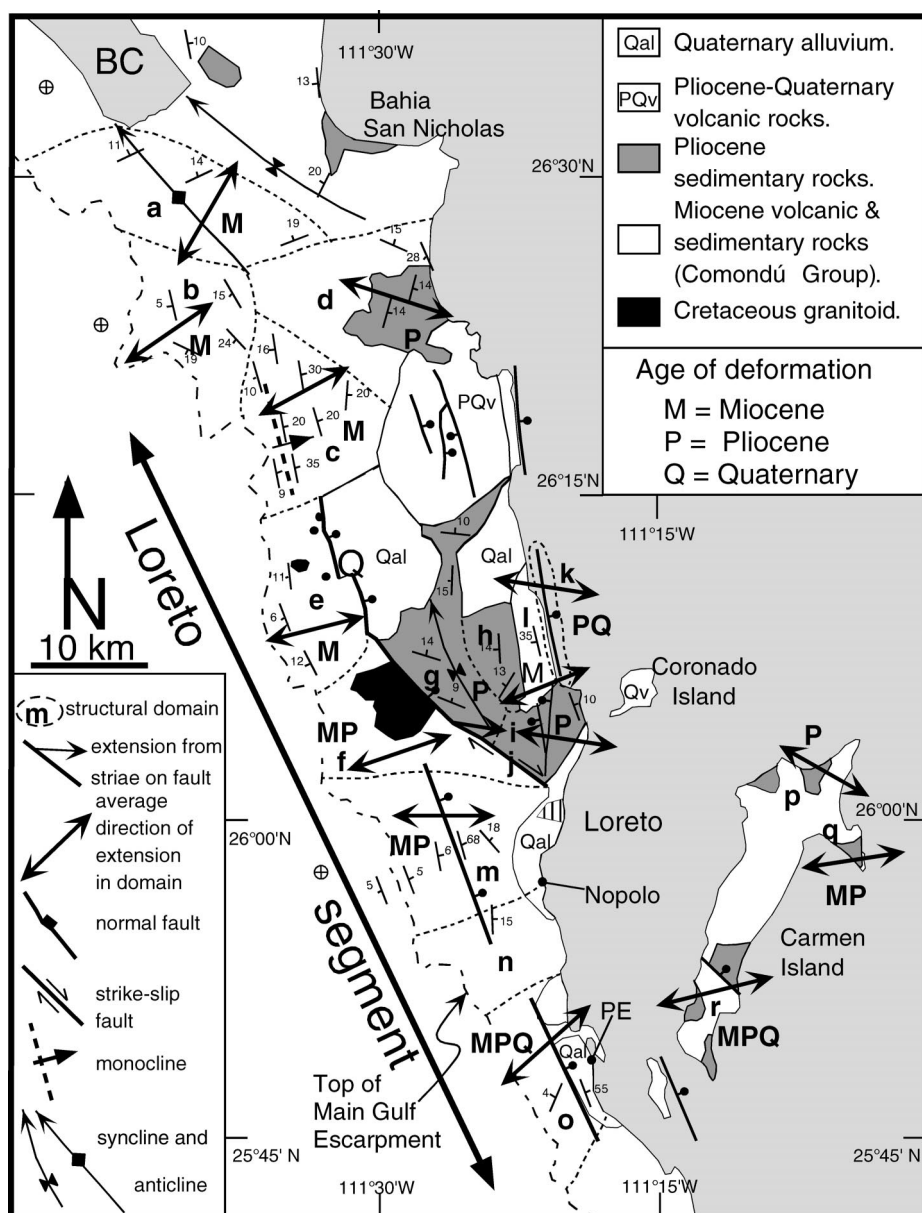 111°30'W
BC
10
13
Bahia
San Nicholas
11
14
20
26°30'N
a
M
19
15
28
b
5
15
d
14
14
M
19
24
P
16
10
30
20
M
20
20
PQv
c
35
9
26°15'N
111°15'W
Loreto
segment
N
10 km
10
Qal
Qal
Q
11
e
15
k
6
M
12
h
l
35
PQ
14
14
13
M
g
9
P
10
Coronado
Island
Qv
MP
f
i
P
j
P
p
26°00'N
Loreto
18
68
6
MP
m
Qal
5
5
Nopolo
15
n
q
MP
Carmen
Island
r
MPQ
PE
MPQ
Qal
4
55
o
Top of
Main Gulf
Escarpment
25°45' N
25°45' N
111°30'W
111°15'W
Qal Quaternary alluvium.
PQv Pliocene-Quaternary
volcanic rocks.
Pliocene
sedimentary rocks.
Miocene volcanic &
sedimentary rocks
(Comondú Group).
Cretaceous granitoid.
Age of deformation
M = Miocene
P = Pliocene
Q = Quaternary
m structural domain
extension from
striae on fault
average
direction of
extension
in domain
normal fault
strike-slip
fault
monocline
syncline and
anticline